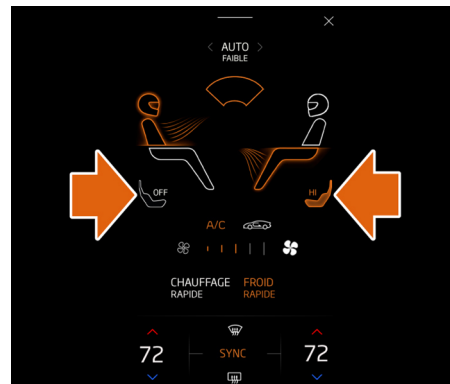 AUTO
FAIBLE
OFF
HI
A/C
CHAUFFAGE FROID
RAPIDE RAPIDE
72 SYNC 72